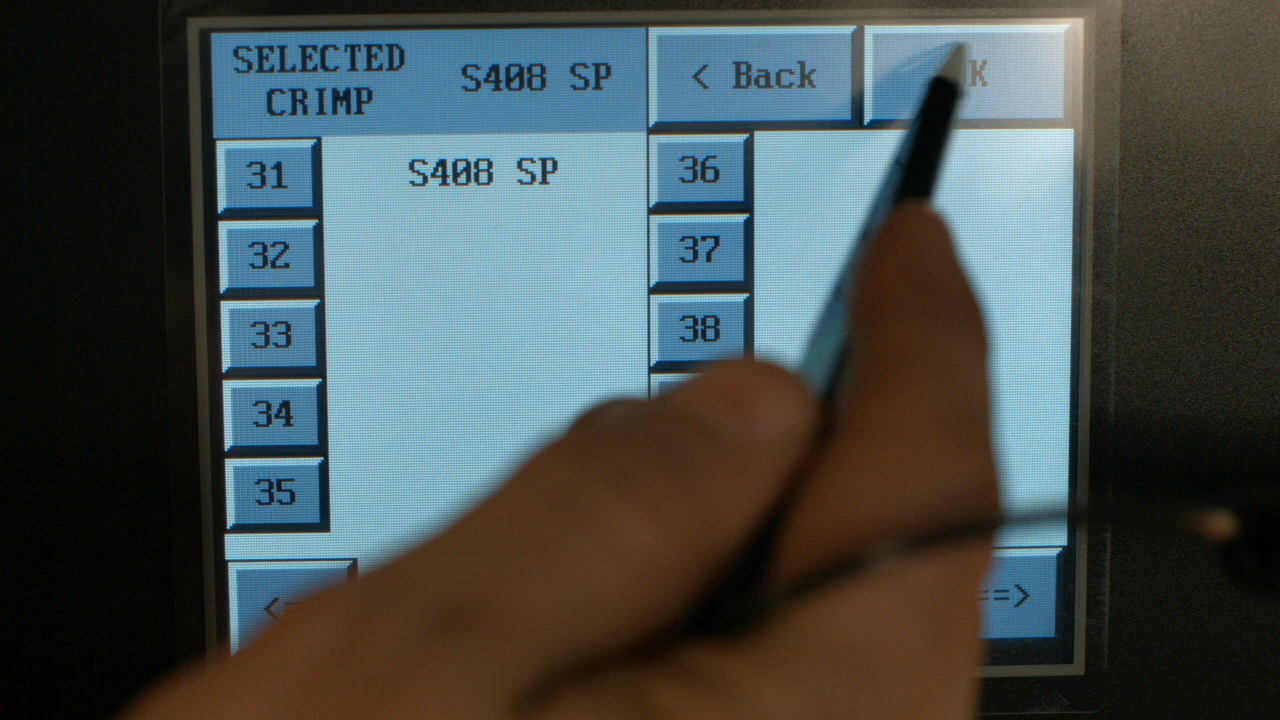 SELECTED
CRIMP
S408 SP
< Back
31
S408 SP
36
32
37
33
38
34
35